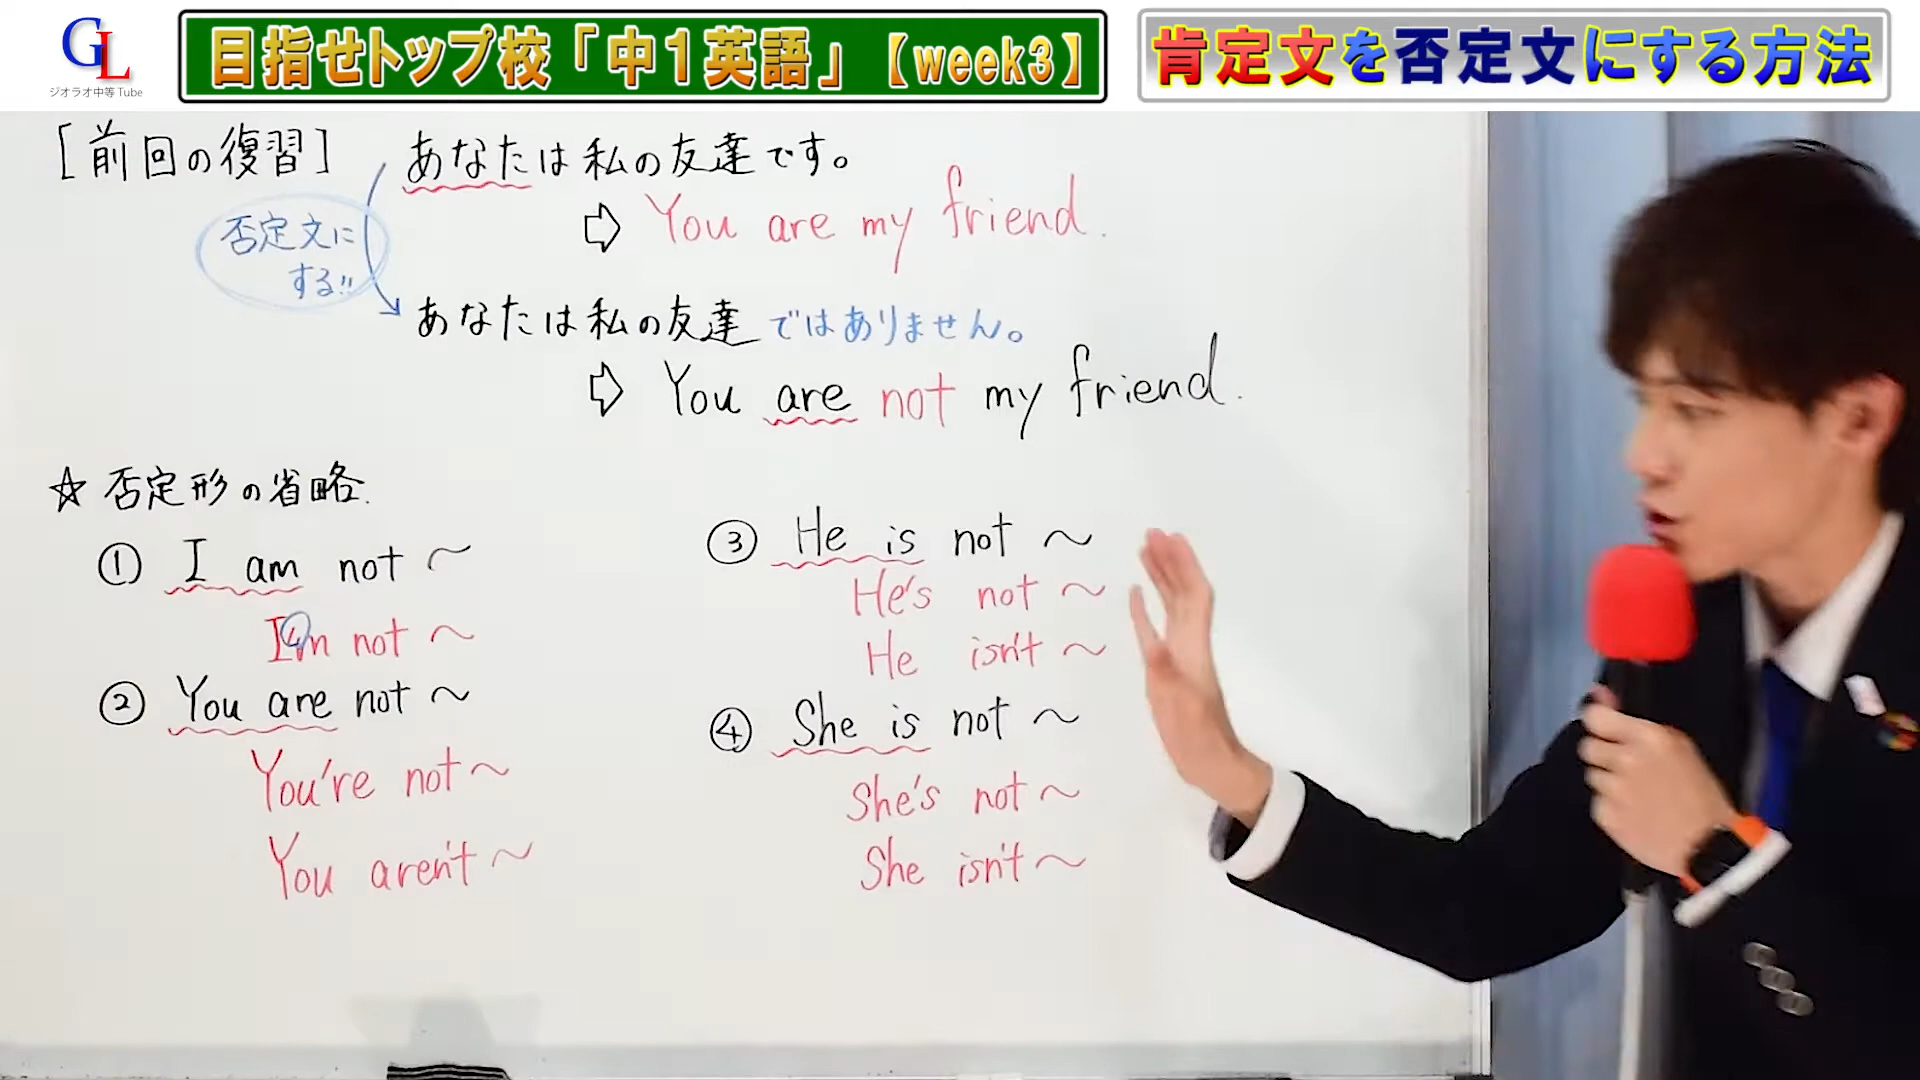 GL
ジオラオ中等Tube
目指せトップ校「中1英語」【week3】
肯定文を否定文にする方法
[前回の復習]
あなたは私の友達です。
⇨ You are my friend.
否定文に
する!!
あなたは私の友達ではありません。
⇨ You are not my friend.
☆ 否定形の省略.
① I am not ~
I'm not ~
② You are not ~
You're not ~
You aren't ~
③ He is not ~
He's not ~
He isn't ~
④ She is not ~
She's not ~
She isn't ~